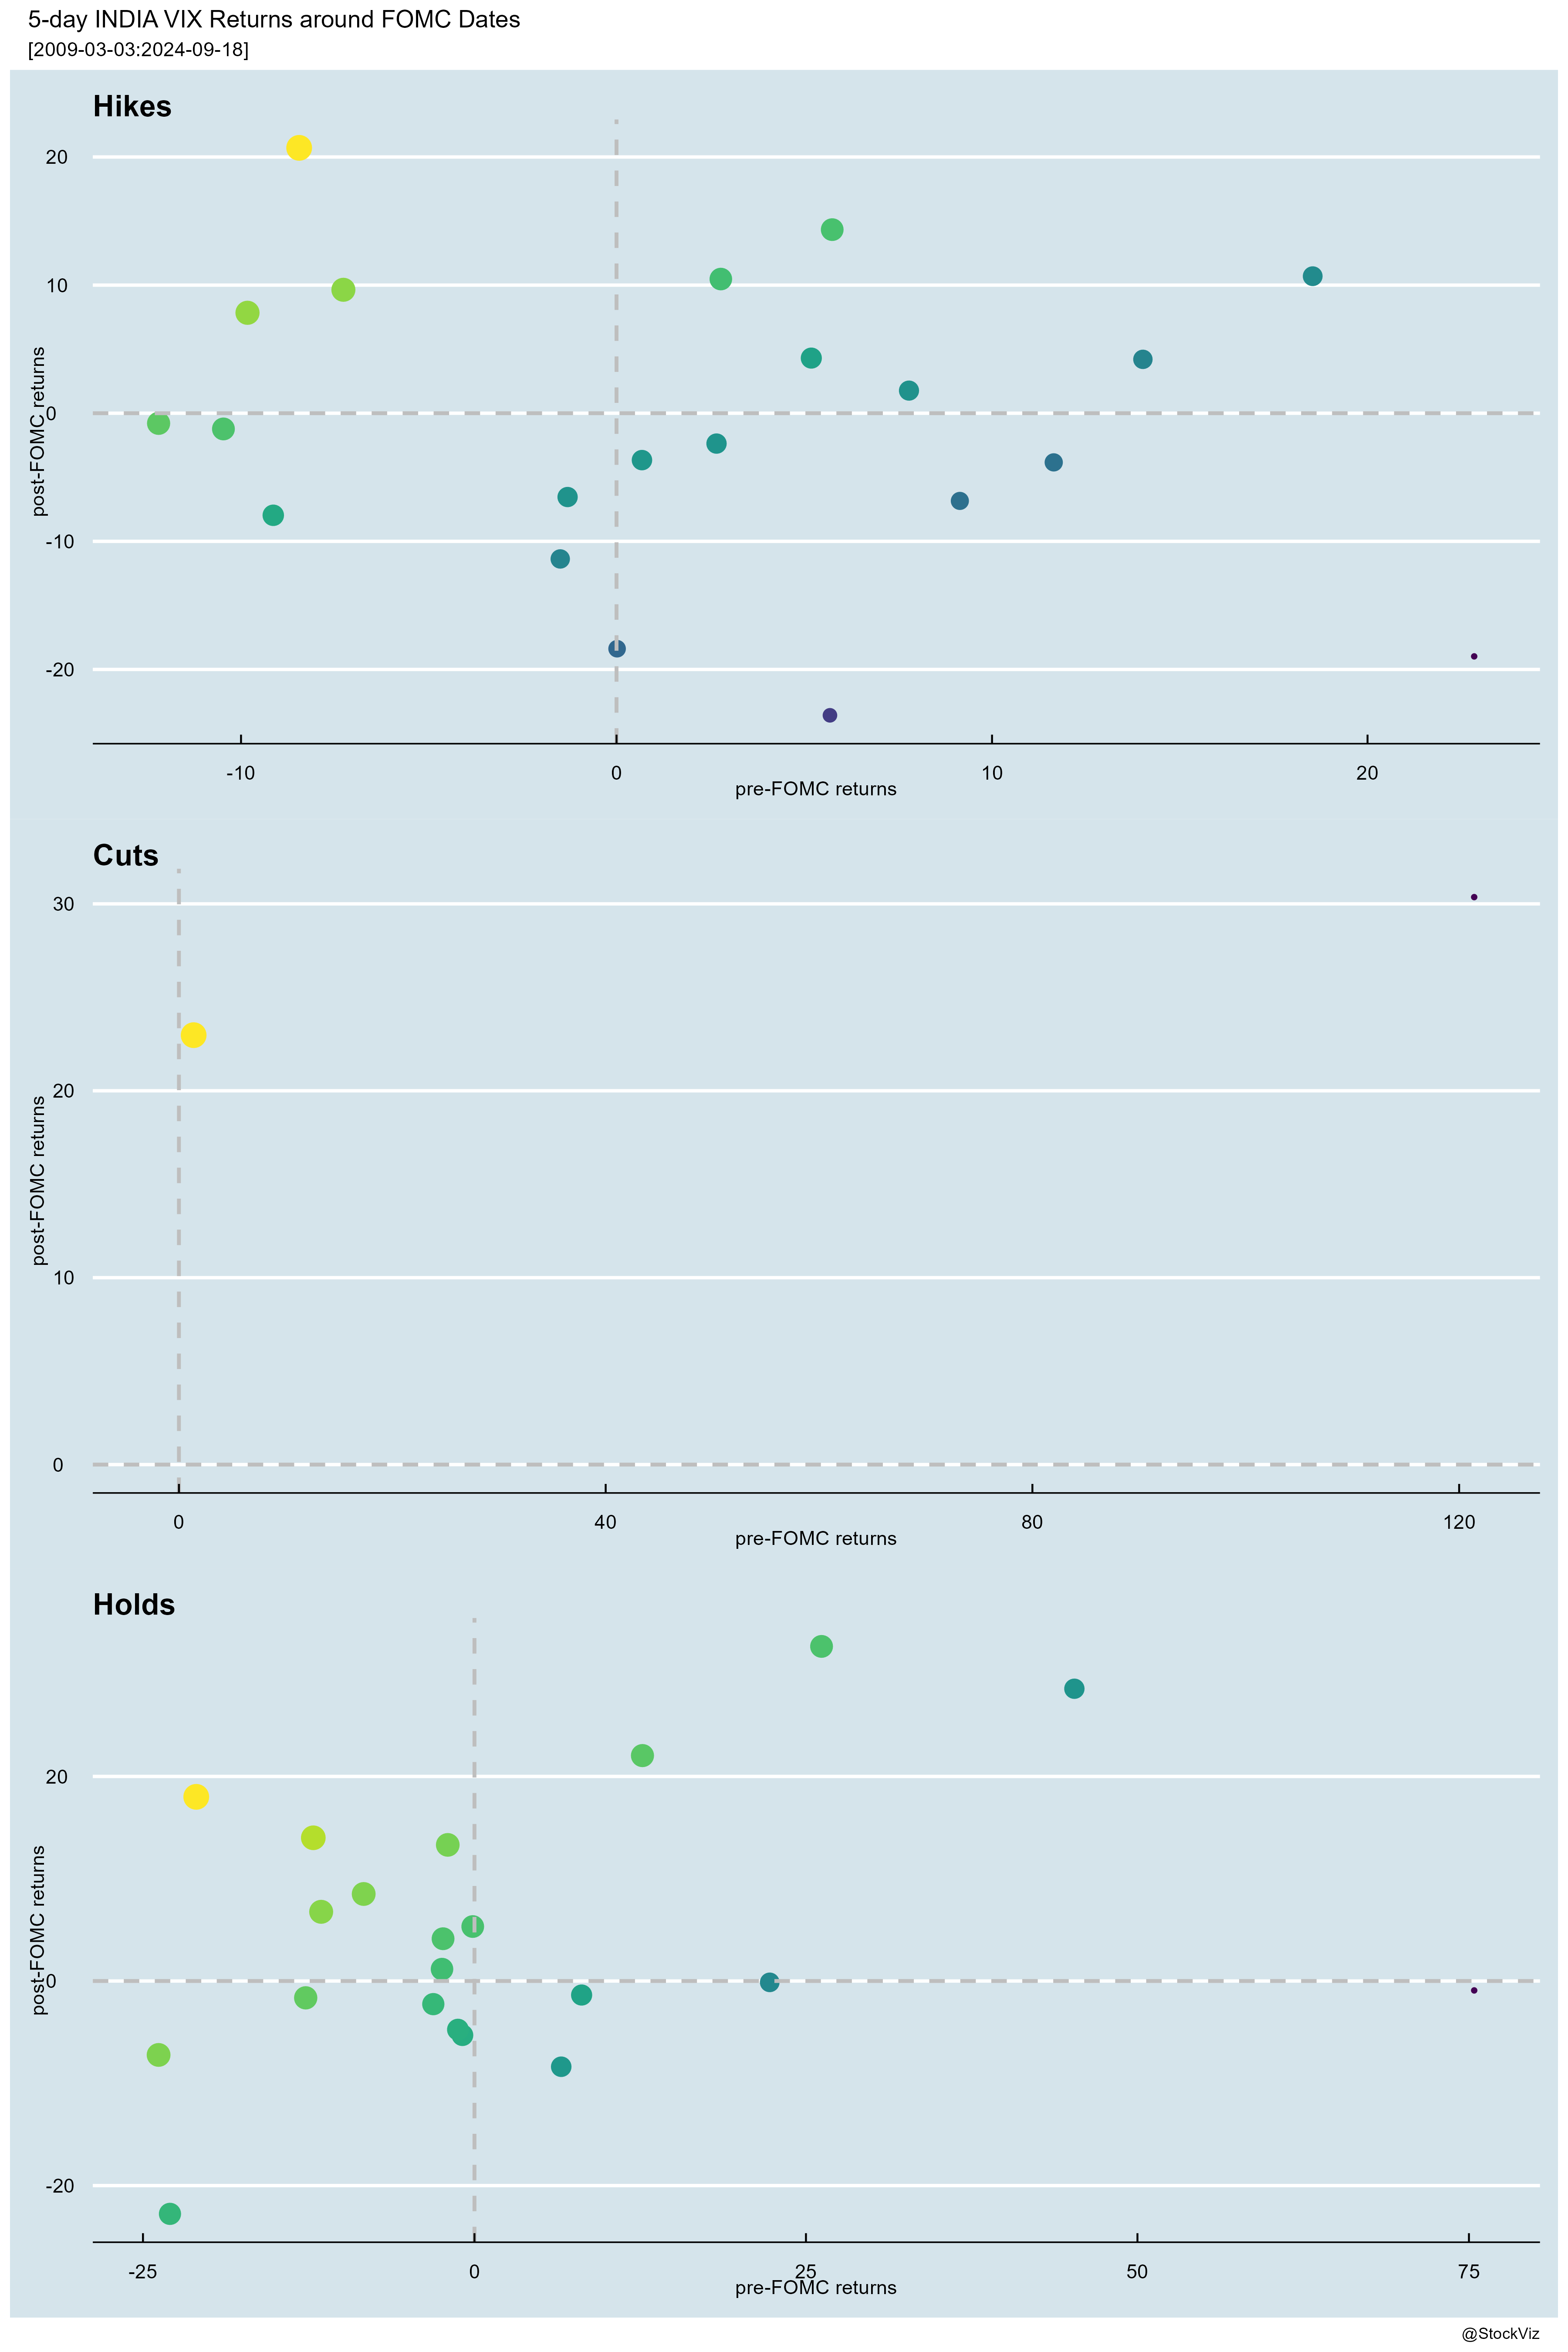 5-day INDIA VIX Returns around FOMC Dates
[2009-03-03:2024-09-18]
Hikes
20
10
0
-10
-20
post-FOMC returns
-10
0
10
20
pre-FOMC returns
Cuts
30
20
10
0
post-FOMC returns
0
40
80
120
pre-FOMC returns
Holds
20
0
-20
post-FOMC returns
-25
0
25
50
75
pre-FOMC returns
@StockViz